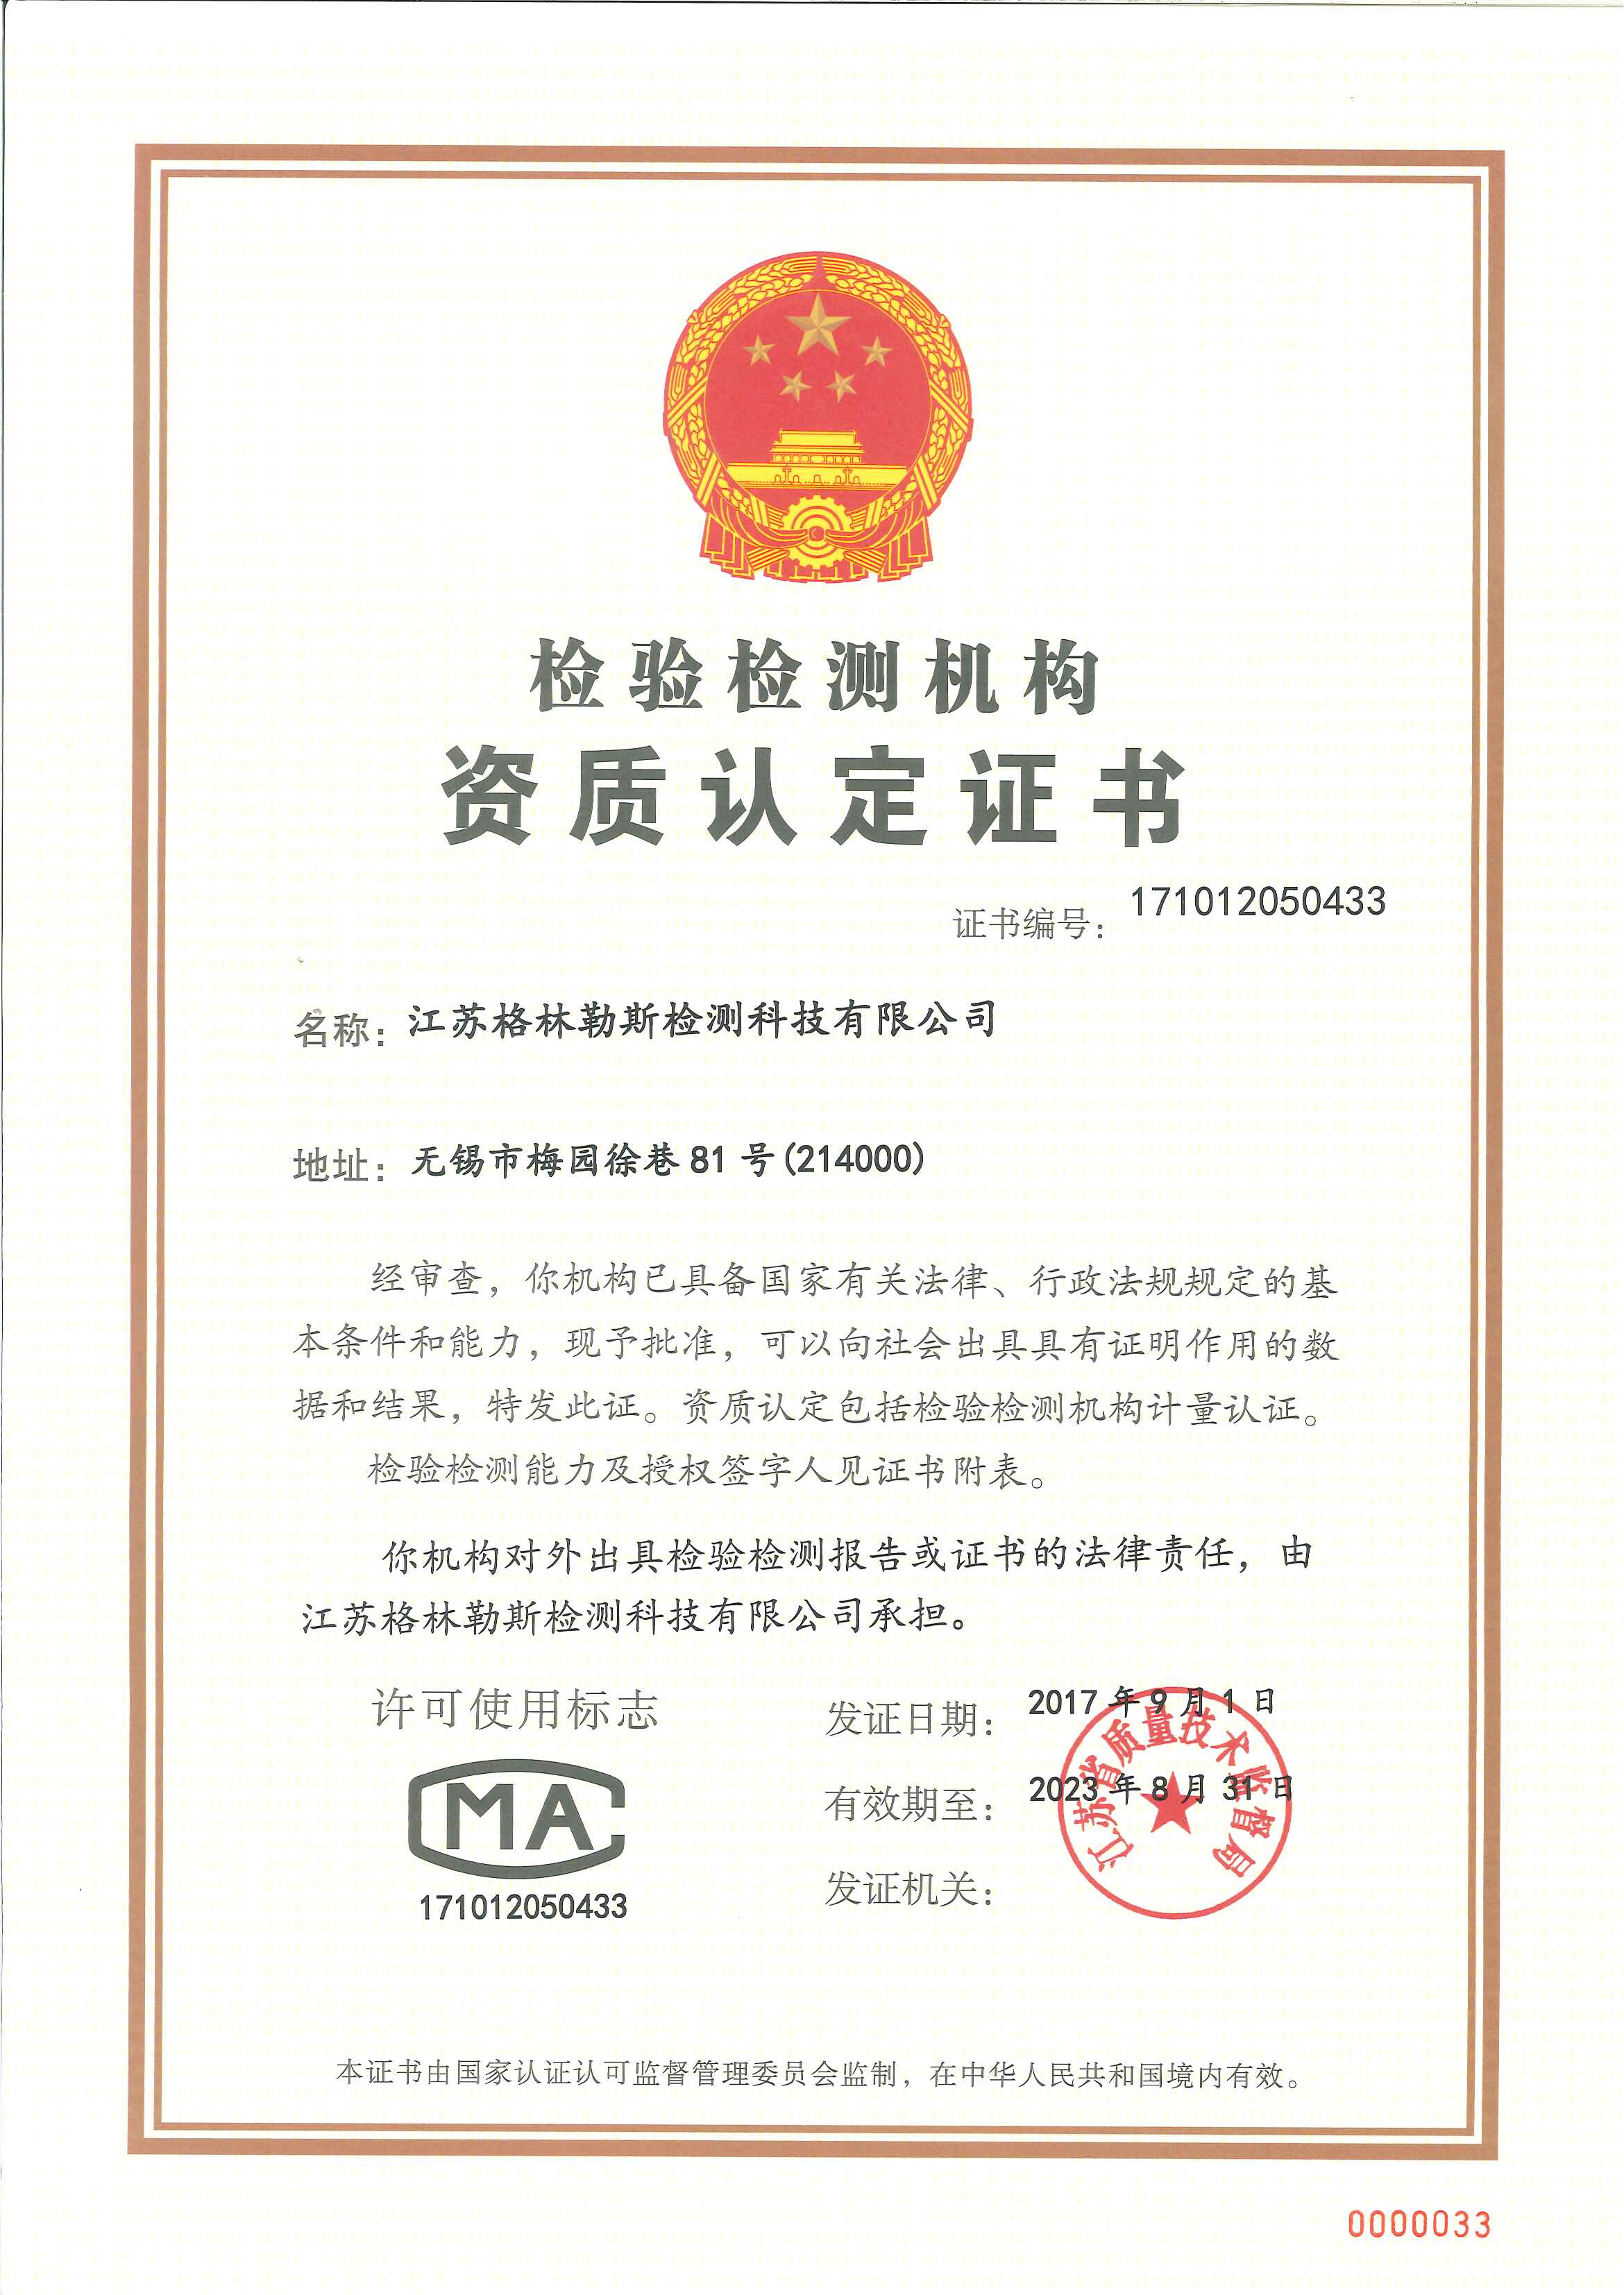 检验检测机构
资质认定证书
证书编号：171012050433
名称：江苏格林勒斯检测科技有限公司
地址：无锡市梅园徐巷81号(214000)
经审查，你机构已具备国家有关法律、行政法规规定的基
本条件和能力，现予批准，可以向社会出具具有证明作用的数
据和结果，特发此证。资质认定包括检验检测机构计量认证。
检验检测能力及授权签字人见证书附表。
你机构对外出具检验检测报告或证书的法律责任，由
江苏格林勒斯检测科技有限公司承担。
许可使用标志
MA
171012050433
发证日期：2017年9月1日
有效期至：2023年8月31日
发证机关：
江苏省质量技术监督局
本证书由国家认证认可监督管理委员会监制，在中华人民共和国境内有效。
0000033